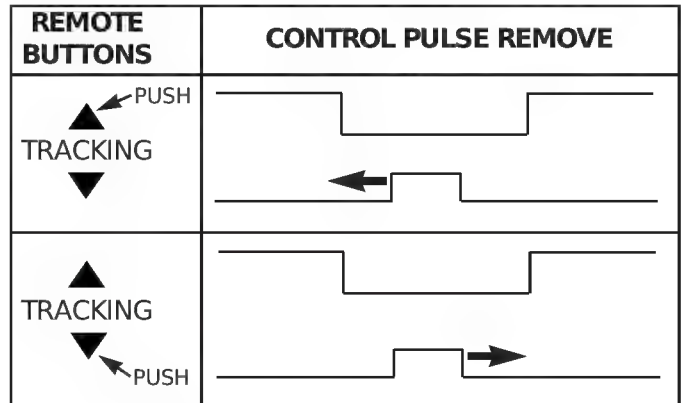 REMOTE
BUTTONS
CONTROL PULSE REMOVE
PUSH
TRACKING
TRACKING
PUSH